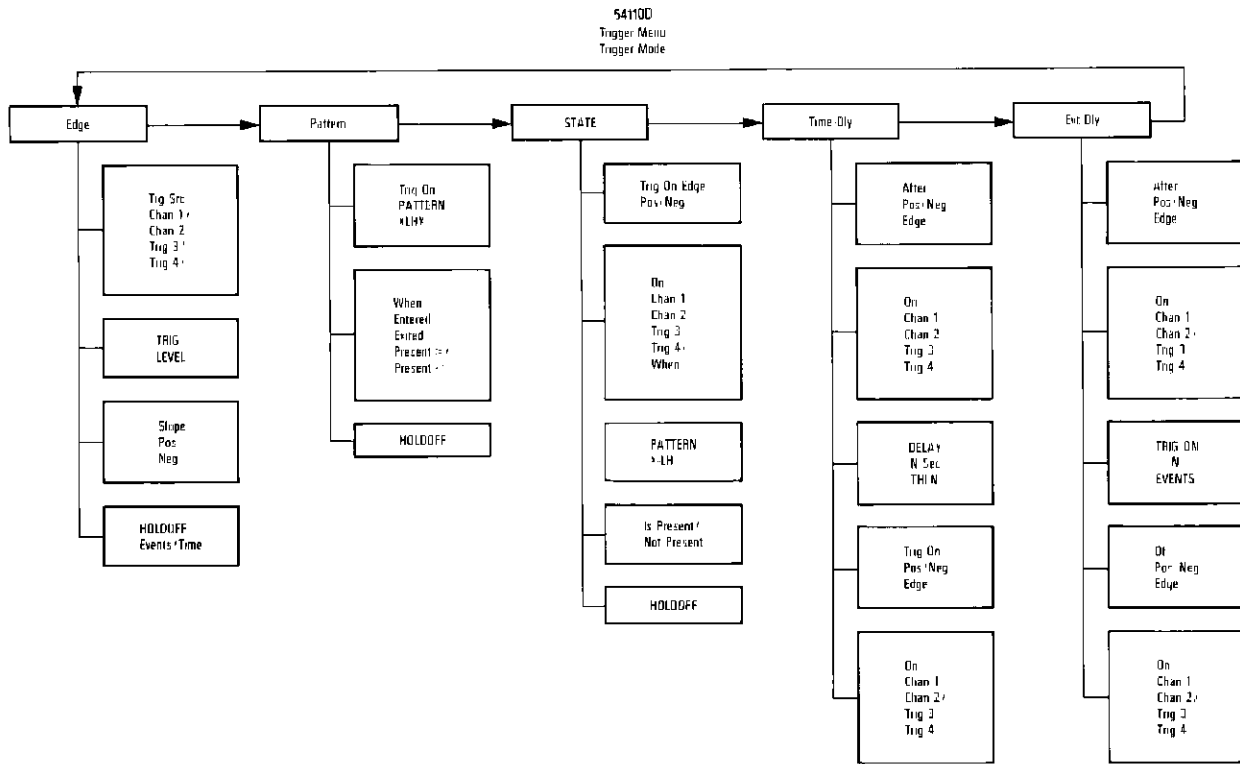 54110D
Trigger Menu
Trigger Mode
Edge
Pattern
STATE
Time-Dly
Evt Dly
Trig Src
Chan 1/
Chan 2
Trig 3
Trig 4
TRIG
LEVEL
Slope
Pos
Neg
HOLDOFF
Events/Time
Trig On
PATTERN
When
Entered
Exited
Present
Present
HOLDOFF
Trig On Edge
Pos/Neg
On
Chan 1
Chan 2
Trig 3
Trig 4/
When
PATTERN
Is Present/
Not Present
HOLDOFF
After
Pos/Neg
Edge
On
Chan 1
Chan 2
Trig 3
Trig 4
DELAY
N Sec
THEN
Trig On
Pos/Neg
Edge
On
Chan 1
Chan 2/
Trig 3
Trig 4
After
Pos/Neg
Edge
On
Chan 1
Chan 2/
Trig 3
Trig 4
TRIG ON
N
EVENTS
Of
Pos/Neg
Edge
On
Chan 1
Chan 2/
Trig 3
Trig 4